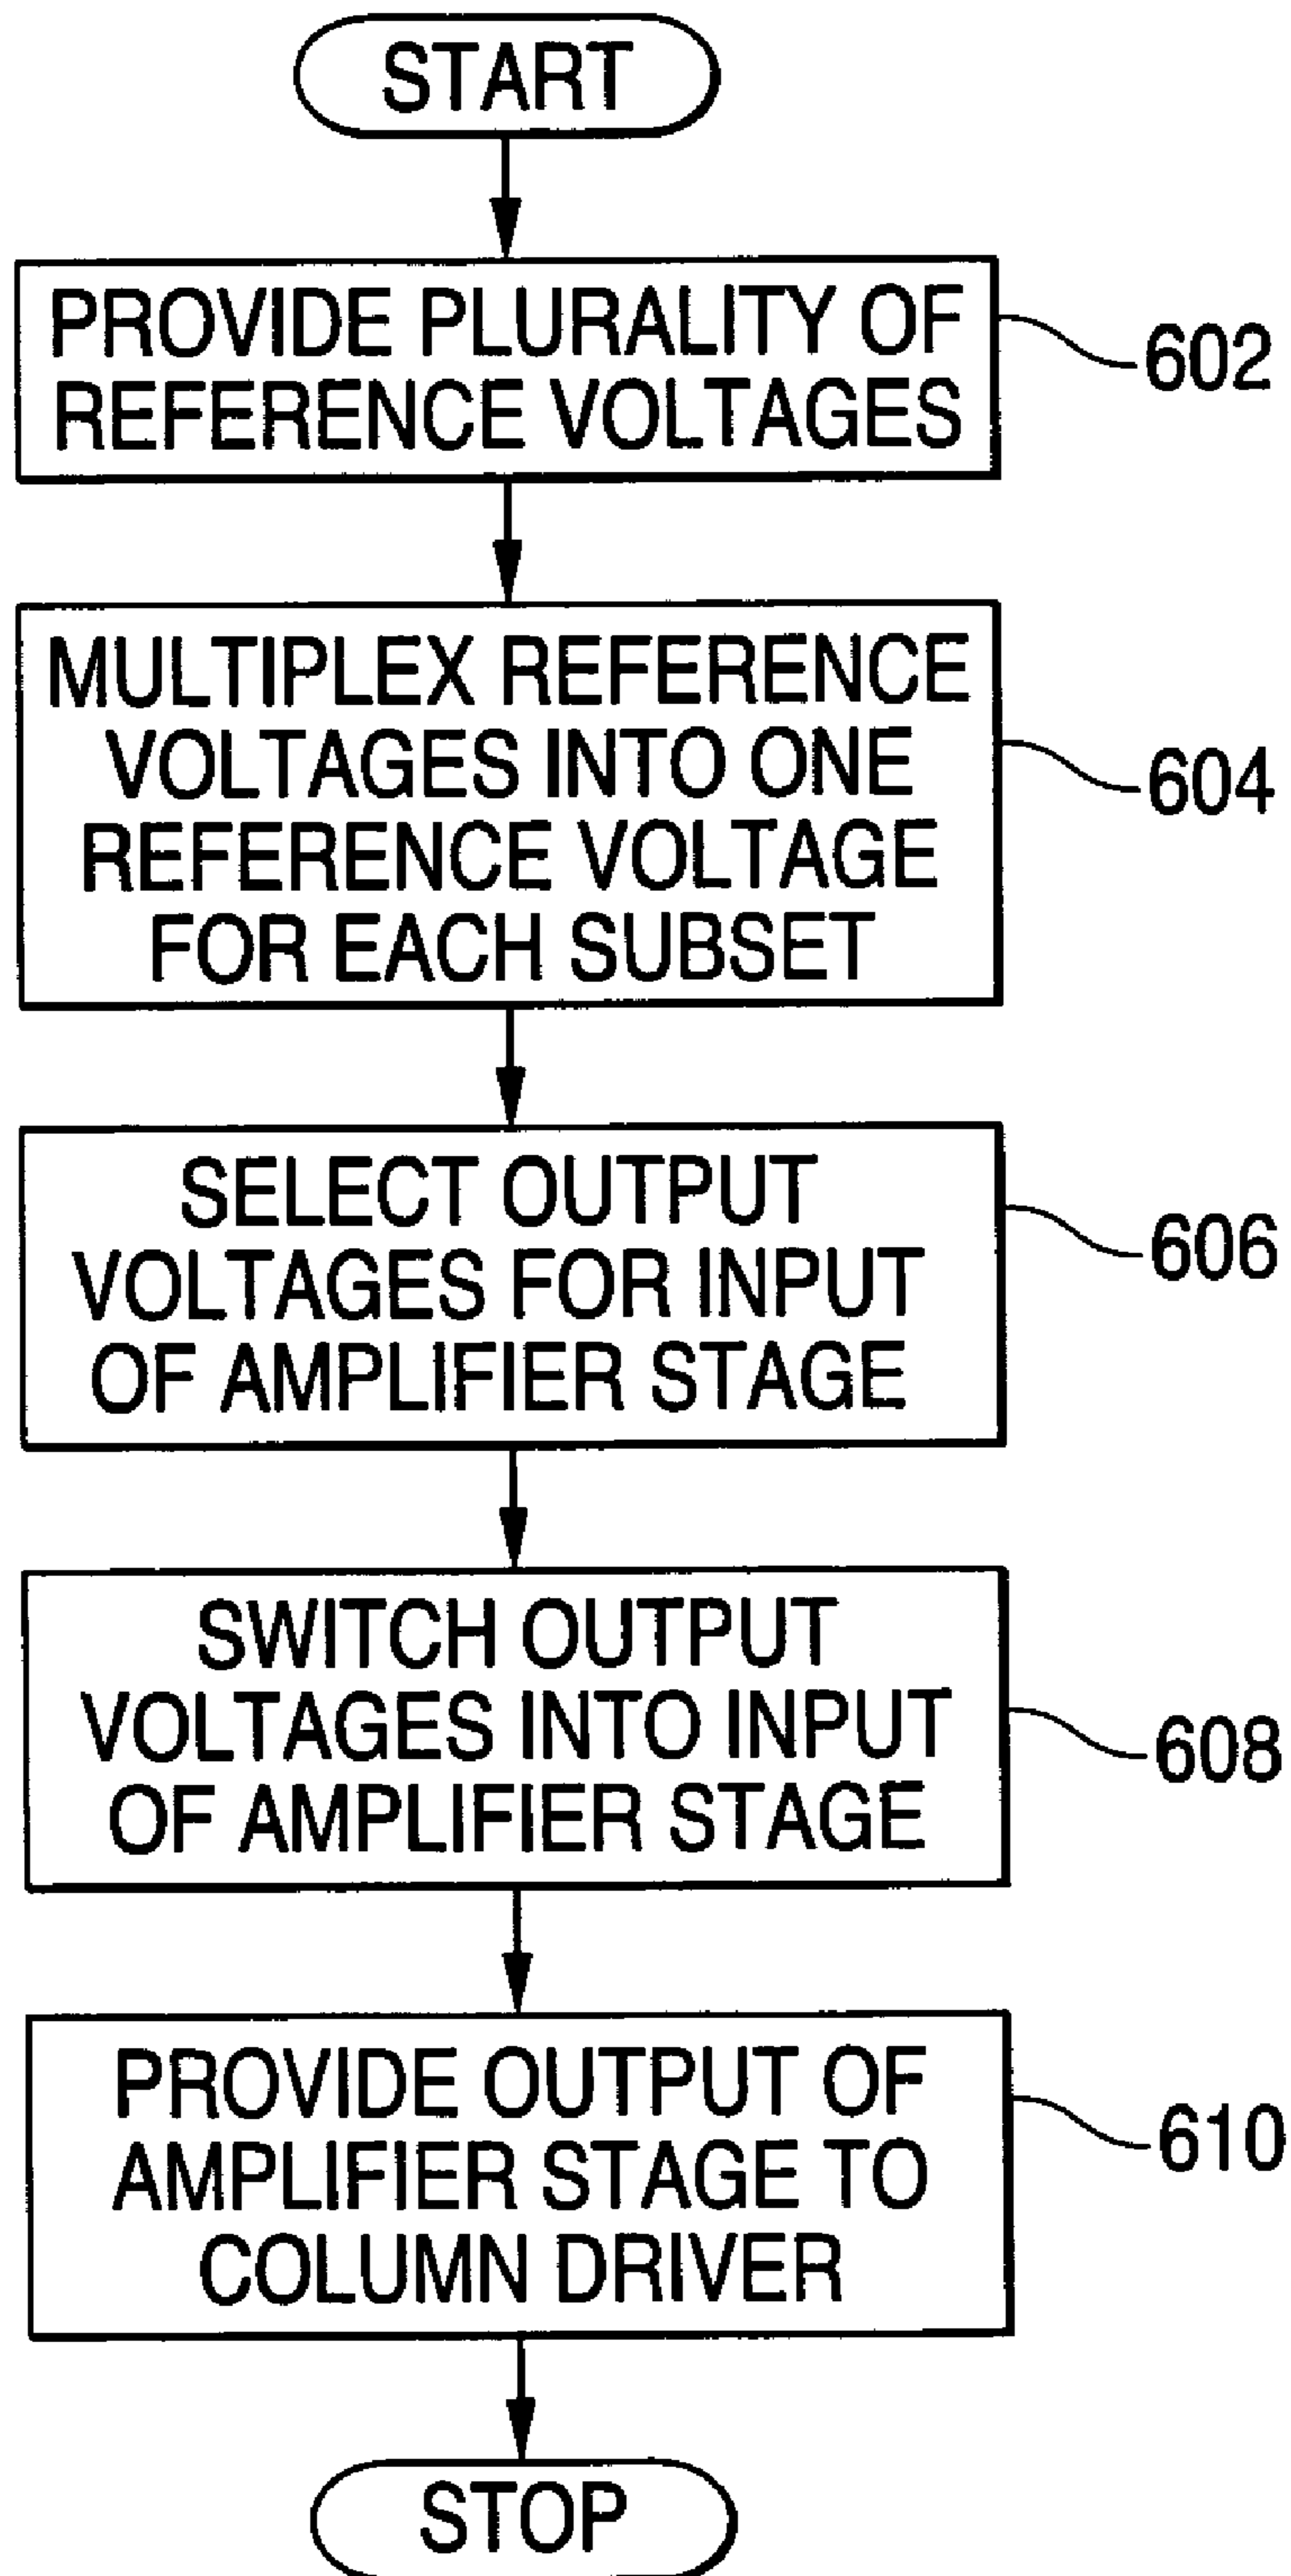 START
PROVIDE PLURALITY OF
REFERENCE VOLTAGES
602
MULTIPLEX REFERENCE
VOLTAGES INTO ONE
REFERENCE VOLTAGE
FOR EACH SUBSET
604
SELECT OUTPUT
VOLTAGES FOR INPUT
OF AMPLIFIER STAGE
606
SWITCH OUTPUT
VOLTAGES INTO INPUT
OF AMPLIFIER STAGE
608
PROVIDE OUTPUT OF
AMPLIFIER STAGE TO
COLUMN DRIVER
610
STOP